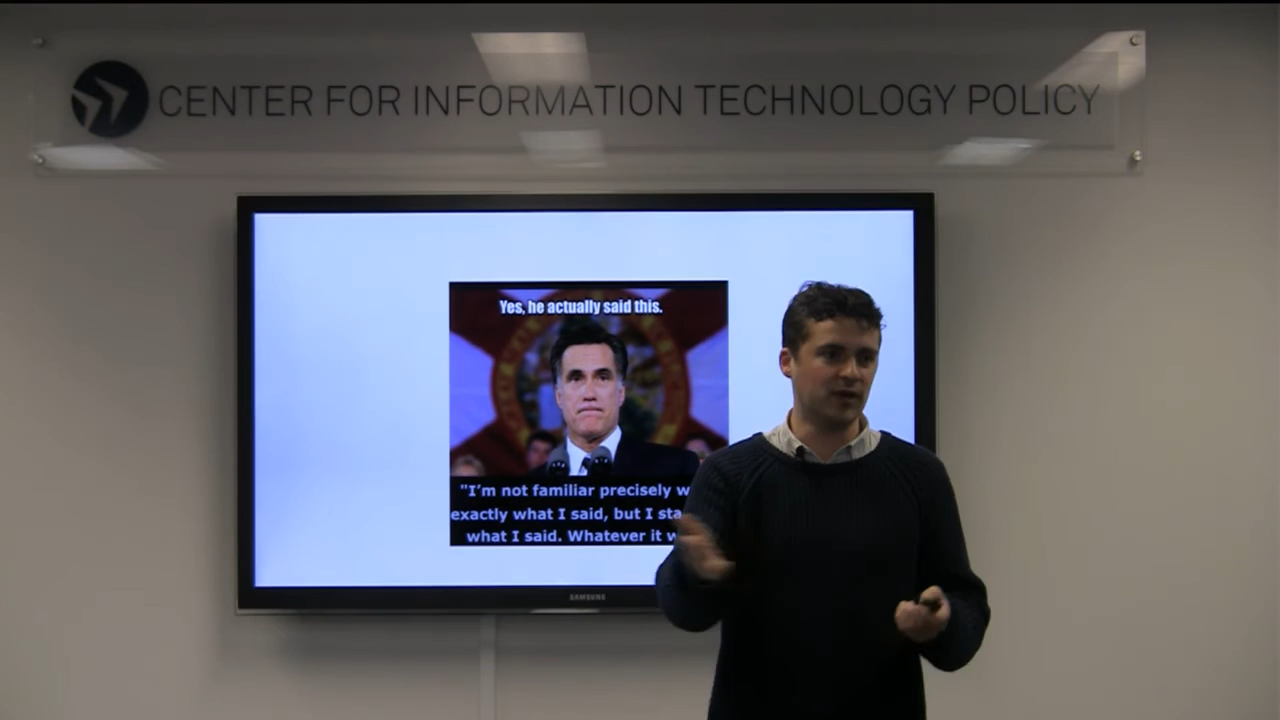 CENTER FOR INFORMATION TECHNOLOGY POLICY
Yes, he actually said this.
"I'm not familiar precisely
exactly what I said, but I
what I said. Whatever it
SAMSUNG